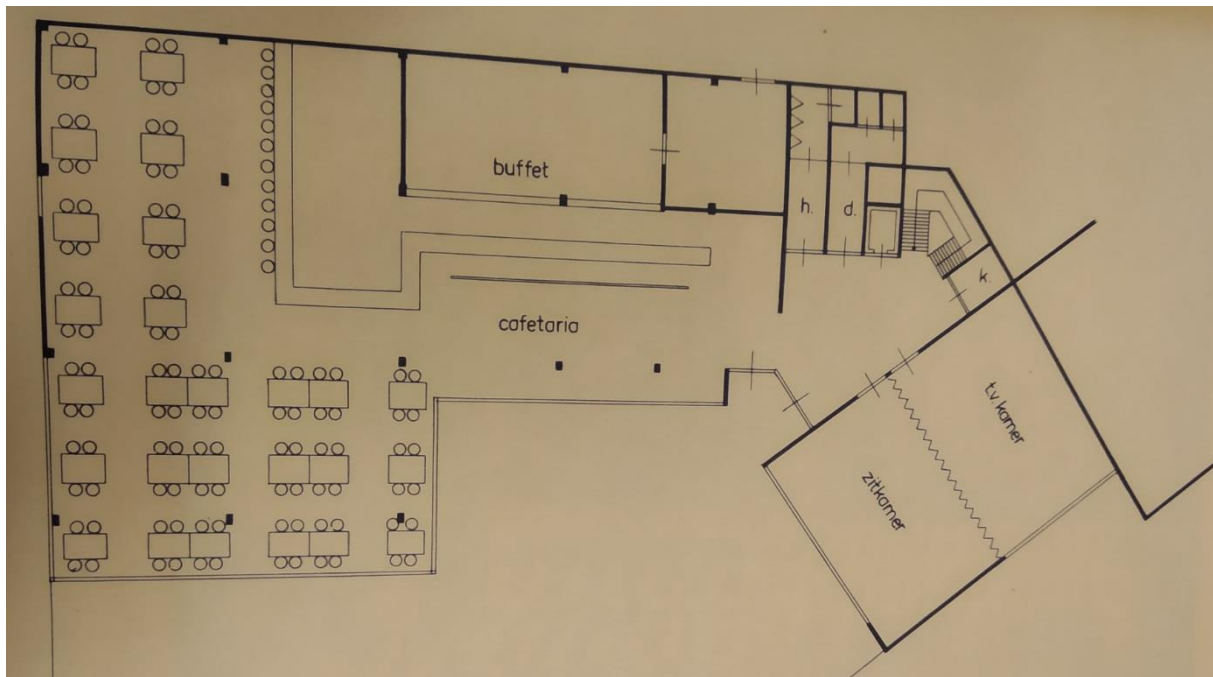 buffet
h.
d.
k.
cafetaria
t.v. kamer
zitkamer